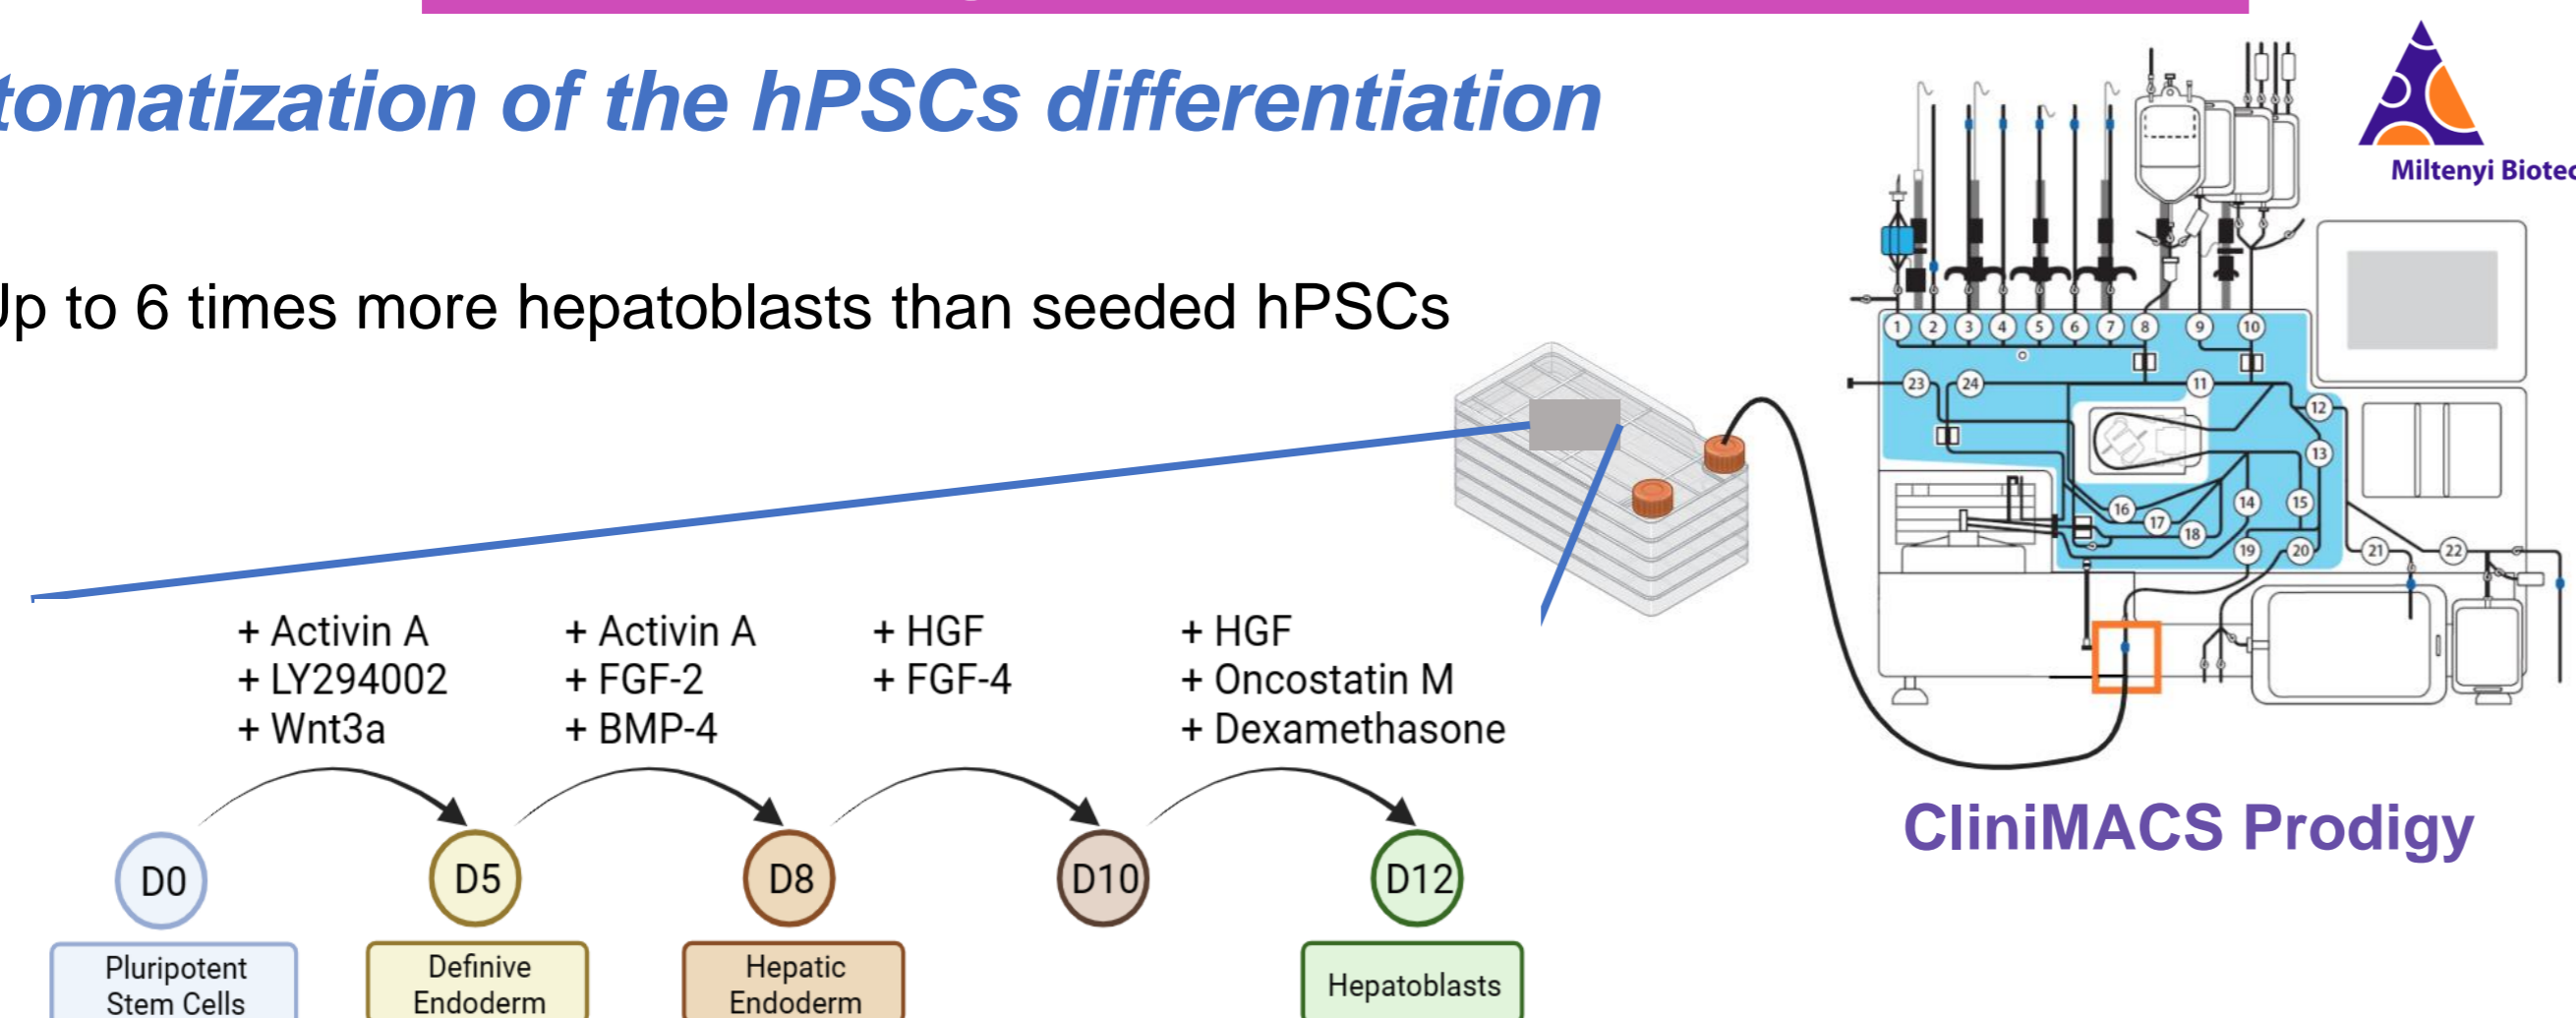 tomatization of the hPSCs differentiation
Miltenyi Biotec
Up to 6 times more hepatoblasts than seeded hPSCs
1 2 3 4 5 6 7 8 9 10
23 24 11
12
13
16 17 18 14 15
19 20 21 22
+ Activin A
+ LY294002
+ Wnt3a
+ Activin A
+ FGF-2
+ BMP-4
+ HGF
+ FGF-4
+ HGF
+ Oncostatin M
+ Dexamethasone
CliniMACS Prodigy
D0
D5
D8
D10
D12
Pluripotent
Stem Cells
Definive
Endoderm
Hepatic
Endoderm
Hepatoblasts